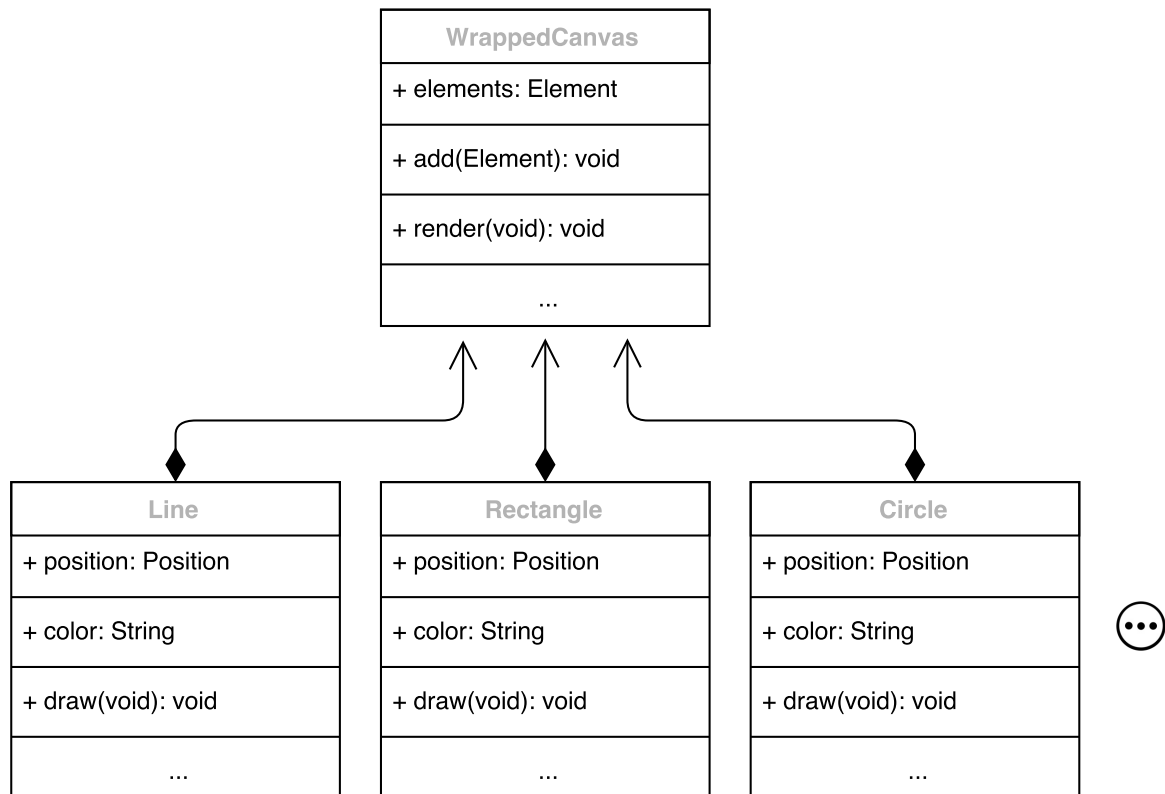 WrappedCanvas
+ elements: Element
+ add(Element): void
+ render(void): void
...
Line
+ position: Position
+ color: String
+ draw(void): void
...
Rectangle
+ position: Position
+ color: String
+ draw(void): void
...
Circle
+ position: Position
+ color: String
+ draw(void): void
...